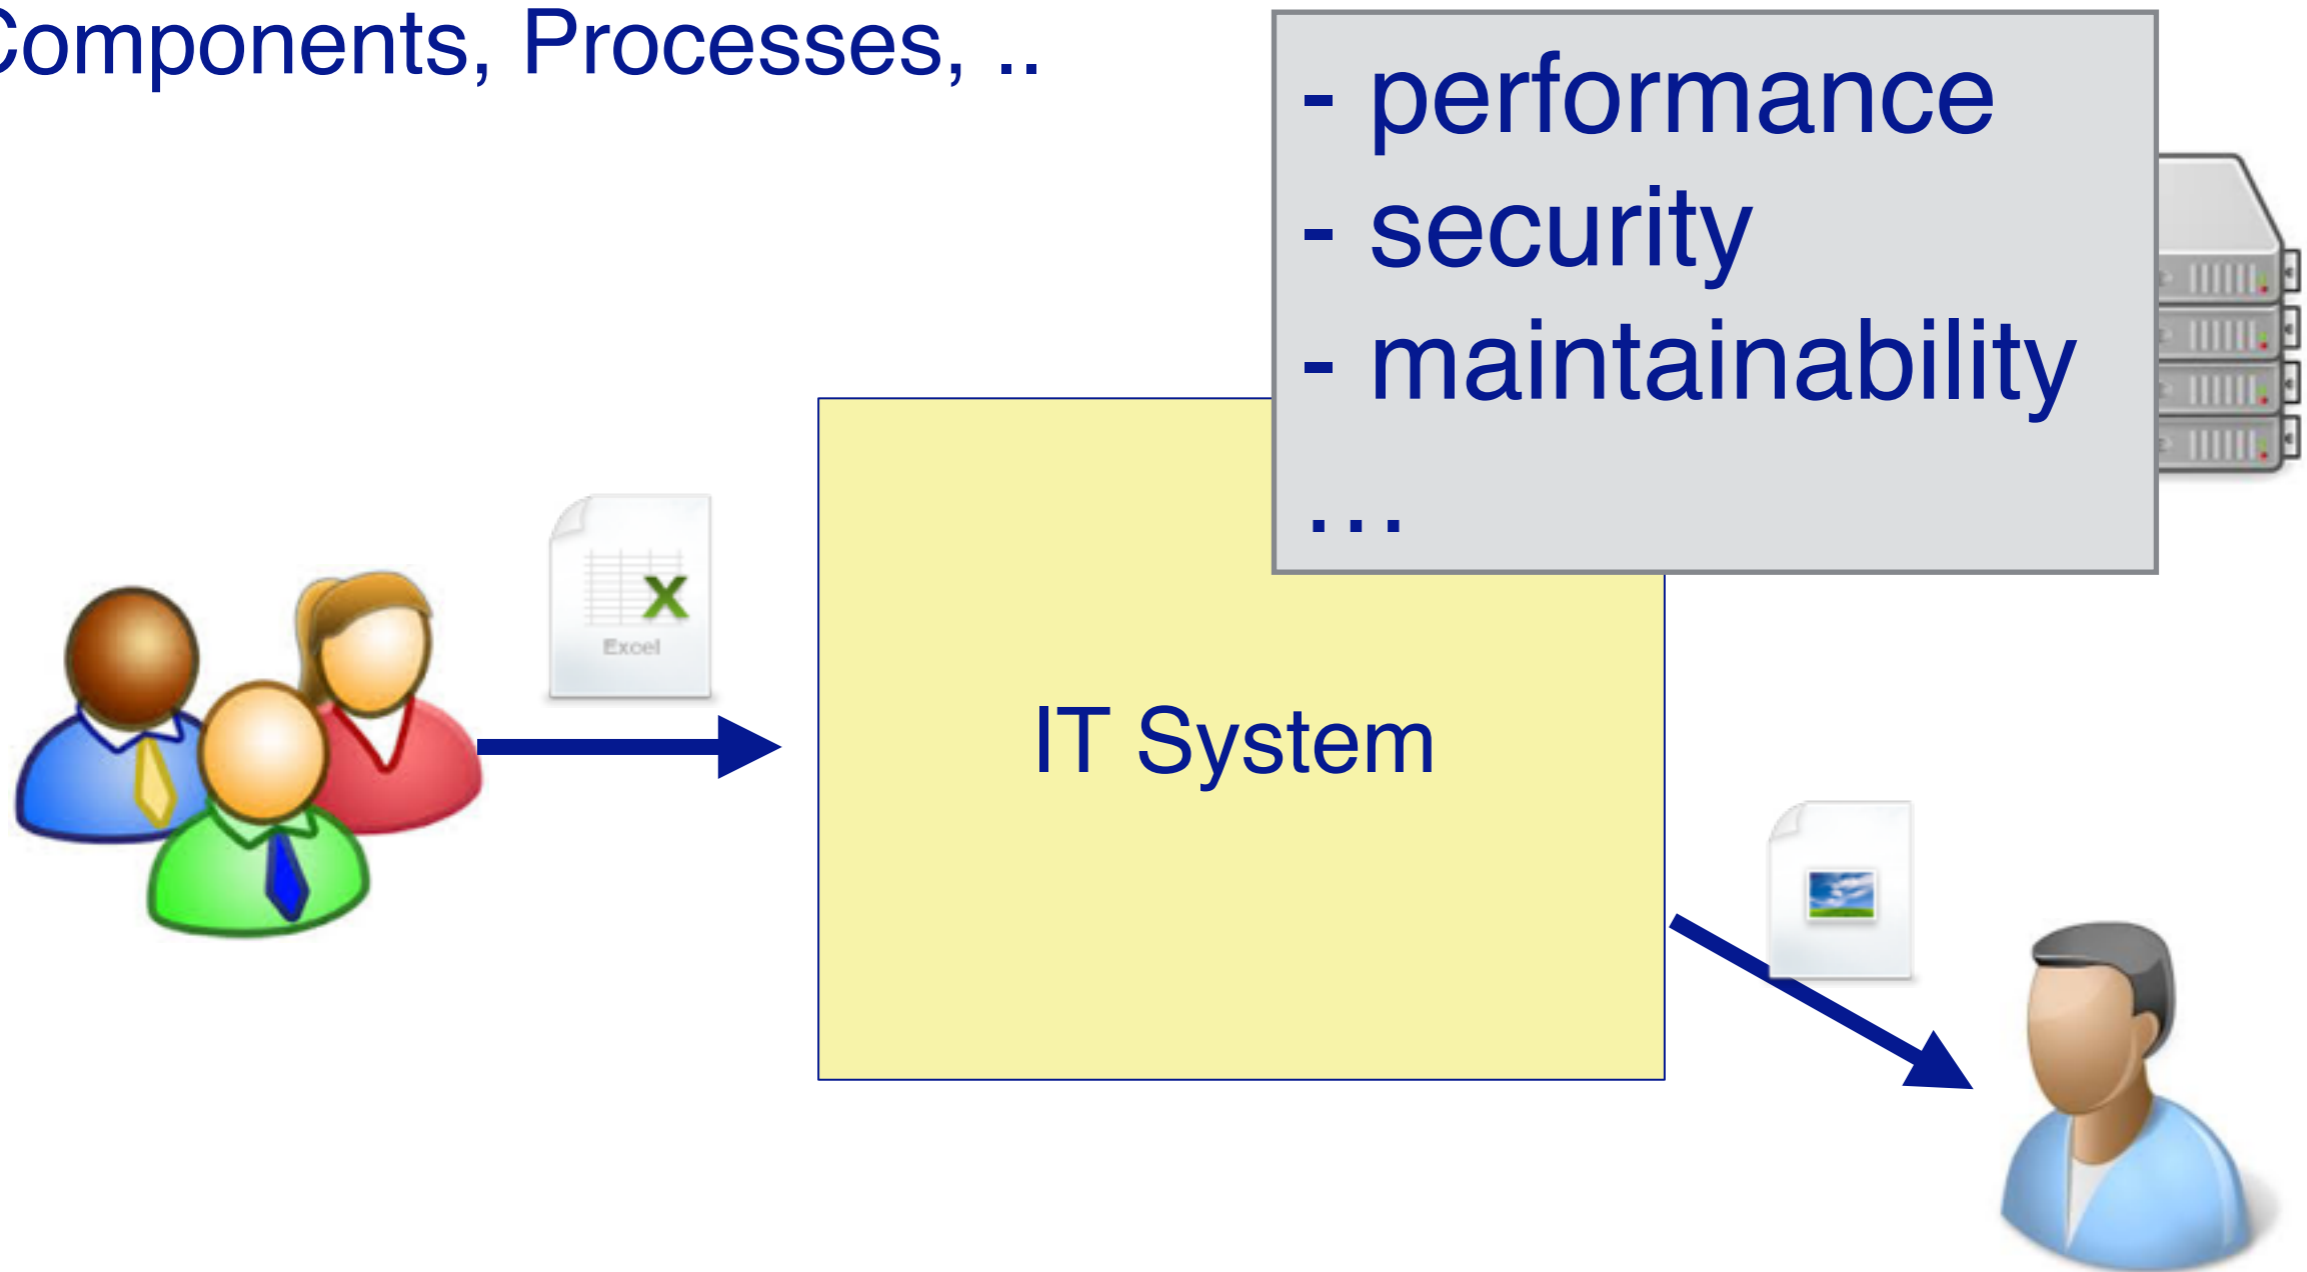 Components, Processes, ..
- performance
- security
- maintainability
...
Excel
IT System